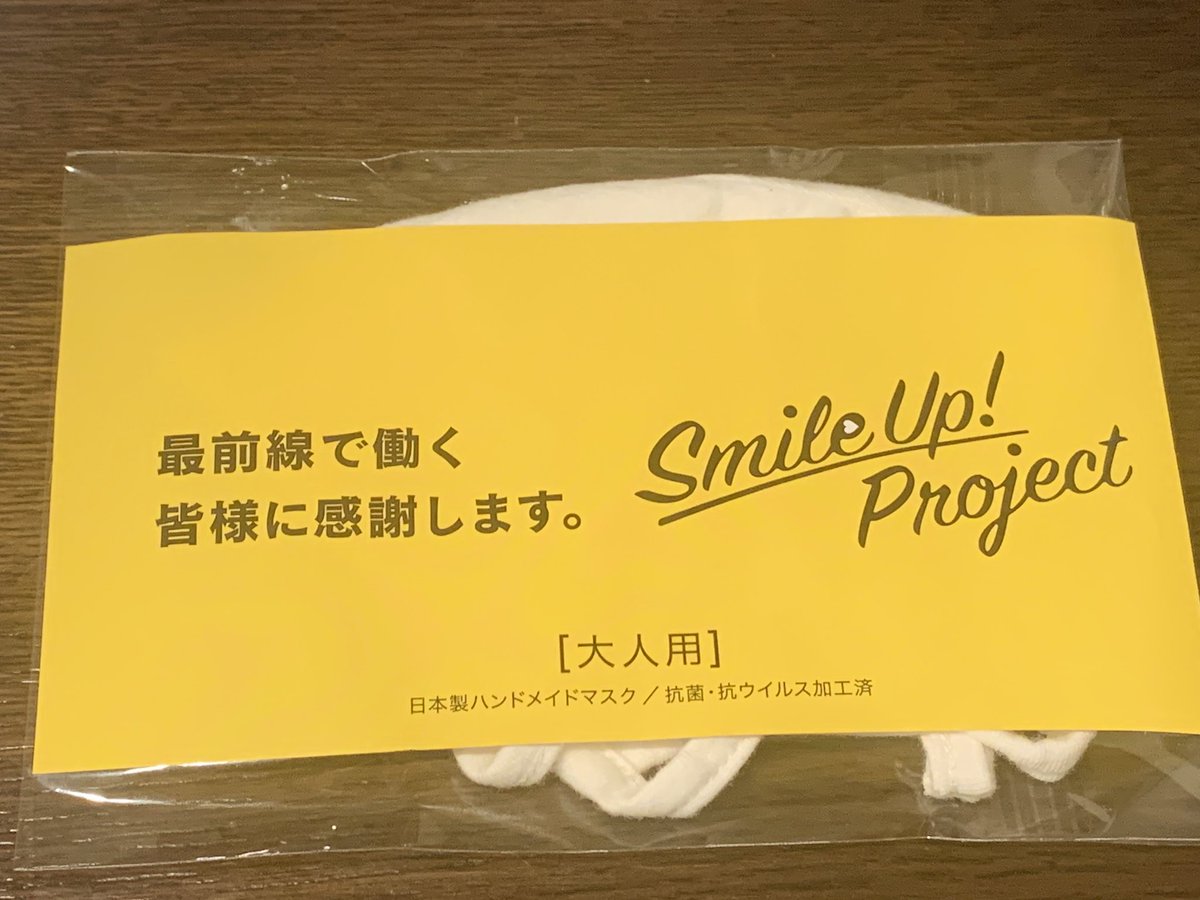 最前線で働く
皆様に感謝します。
Smile Up!
Project
[大人用]
日本製ハンドメイドマスク／抗菌・抗ウイルス加工済